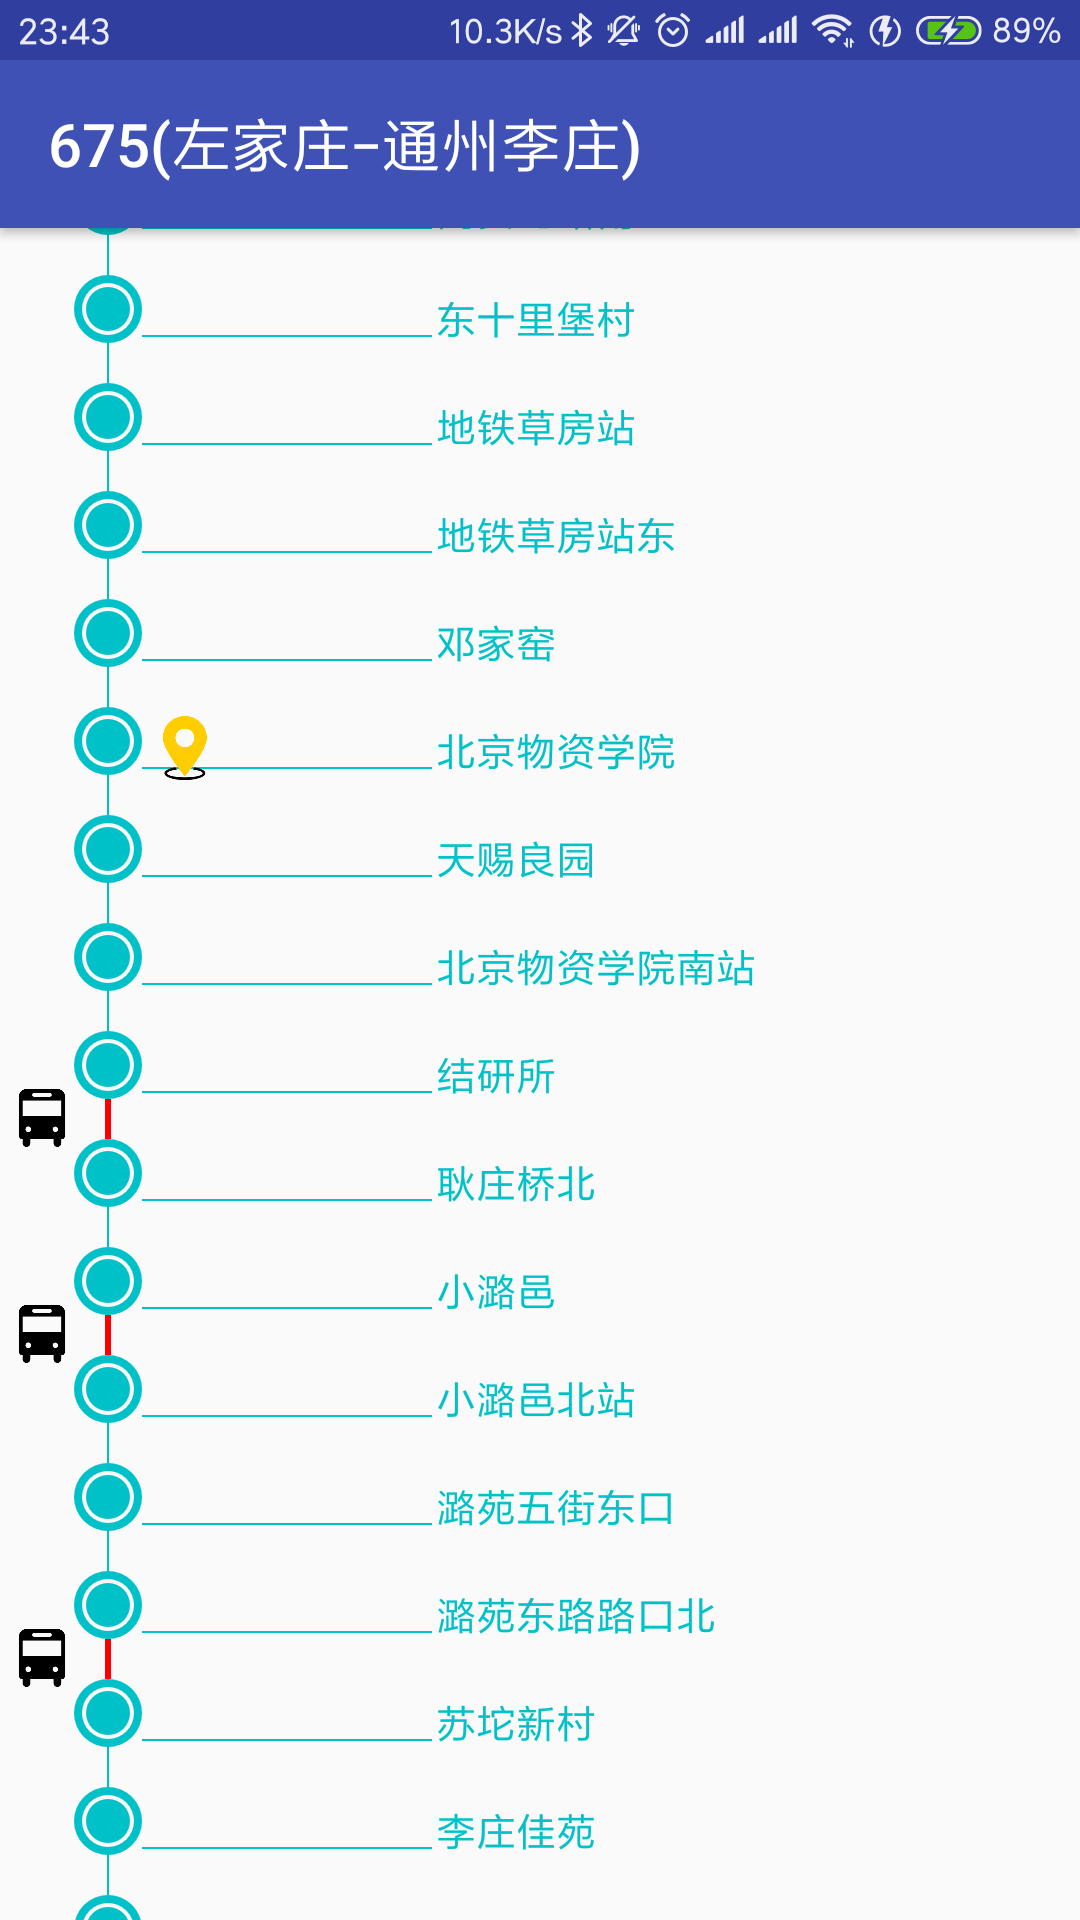 23:43 10.3K/s 89%
675(左家庄-通州李庄)
东十里堡村
地铁草房站
地铁草房站东
邓家窑
北京物资学院
天赐良园
北京物资学院南站
结研所
耿庄桥北
小潞邑
小潞邑北站
潞苑五街东口
潞苑东路路口北
苏坨新村
李庄佳苑